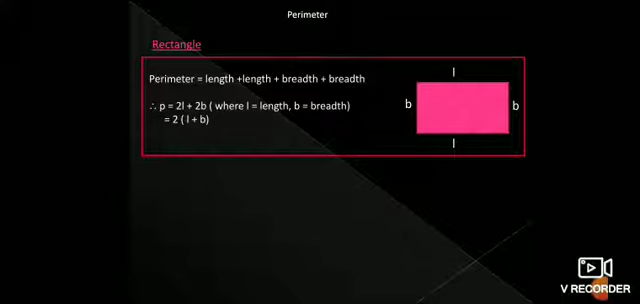 Perimeter
Rectangle
Perimeter = length +length + breadth + breadth
∴ p = 2l + 2b ( where l = length, b = breadth)
= 2 ( l + b)
l
b
b
l
V RECORDER